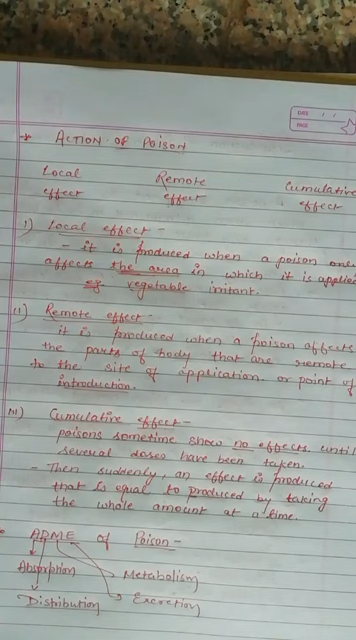 DATE
PAGE
* ACTION OF POISON
Local effect
Remote effect
Cumulative effect
I) Local effect -
- it is produced when a poison only
affects the area in which it is applied
eg vegetable irritant.
II) Remote effect -
it is produced when a poison affects
the parts of body that are remote
to the site of application or point of
introduction.
III) Cumulative effect -
poisons sometime show no effects until
several doses have been taken.
- Then suddenly, an effect is produced
that is equal to produced by taking
the whole amount at a time.
• ADME of Poison -
Absorption
Metabolism
Distribution
Excretion